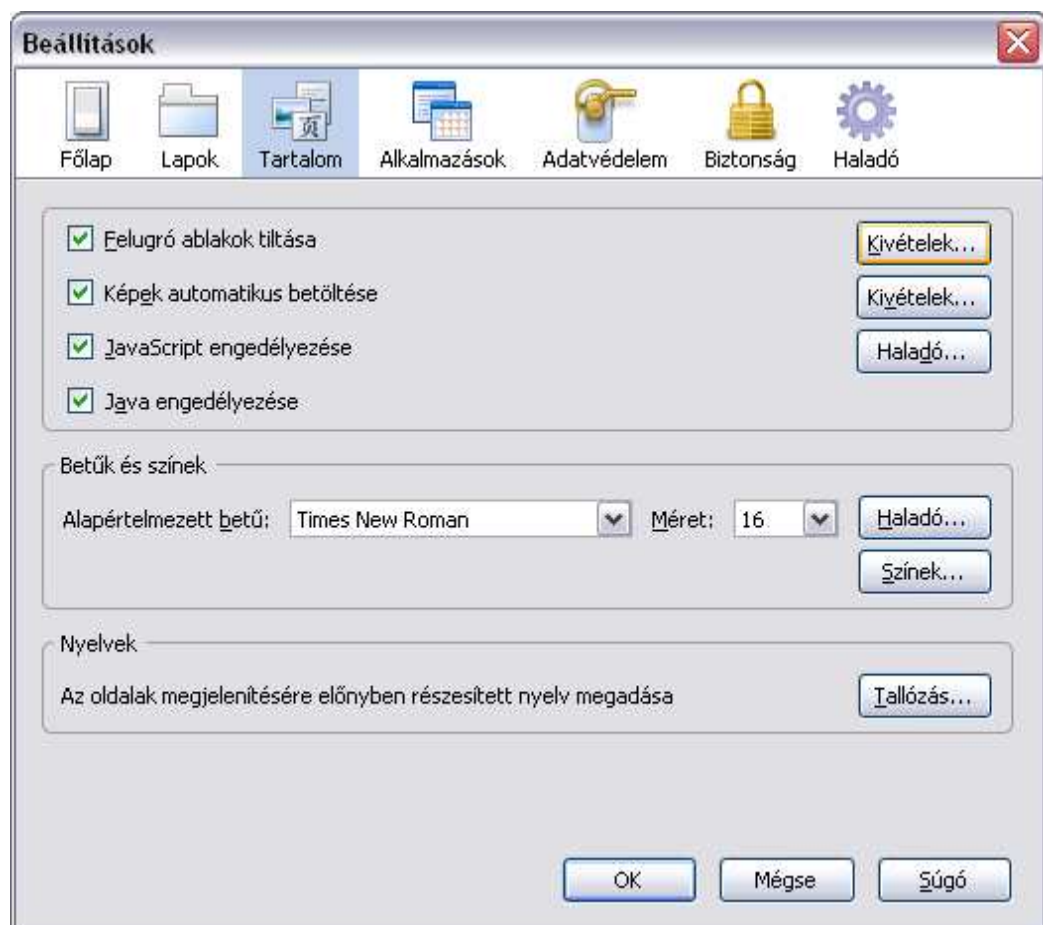 Beállítások
Főlap Lapok Tartalom Alkalmazások Adatvédelem Biztonság Haladó
页
Felugró ablakok tiltása Kivételek...
Képek automatikus betöltése Kivételek...
JavaScript engedélyezése Haladó...
Java engedélyezése
Betűk és színek
Alapértelmezett betű: Times New Roman Méret: 16 Haladó...
Színek...
Nyelvek
Az oldalak megjelenítésére előnyben részesített nyelv megadása Tallózás...
OK Mégse Súgó